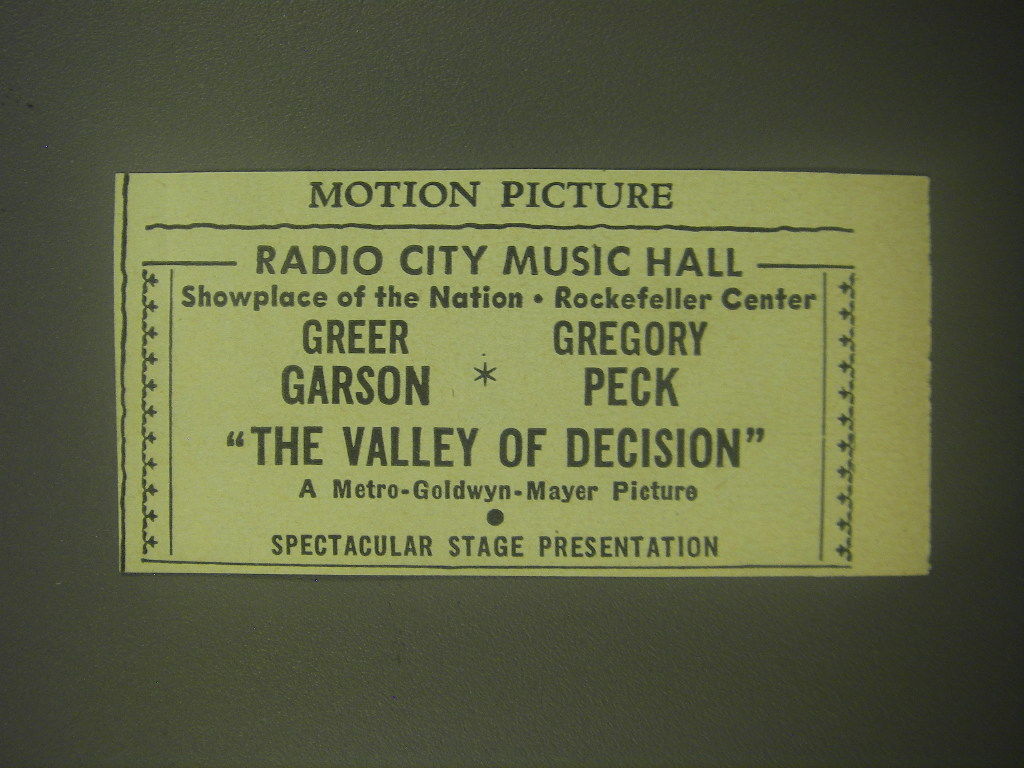 MOTION PICTURE
RADIO CITY MUSIC HALL
Showplace of the Nation • Rockefeller Center
GREER GREGORY
GARSON * PECK
"THE VALLEY OF DECISION"
A Metro-Goldwyn-Mayer Picture
SPECTACULAR STAGE PRESENTATION